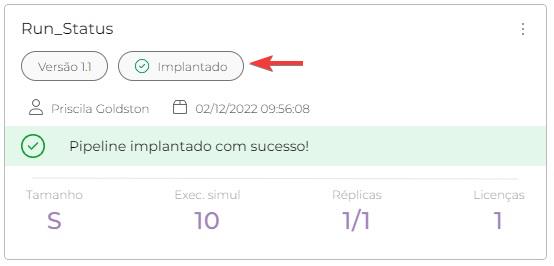 Run_Status
Versão 1.1 Implantado
Priscila Goldston 02/12/2022 09:56:08
Pipeline implantado com sucesso!
Tamanho Exec. simul Réplicas Licenças
S 10 1/1 1